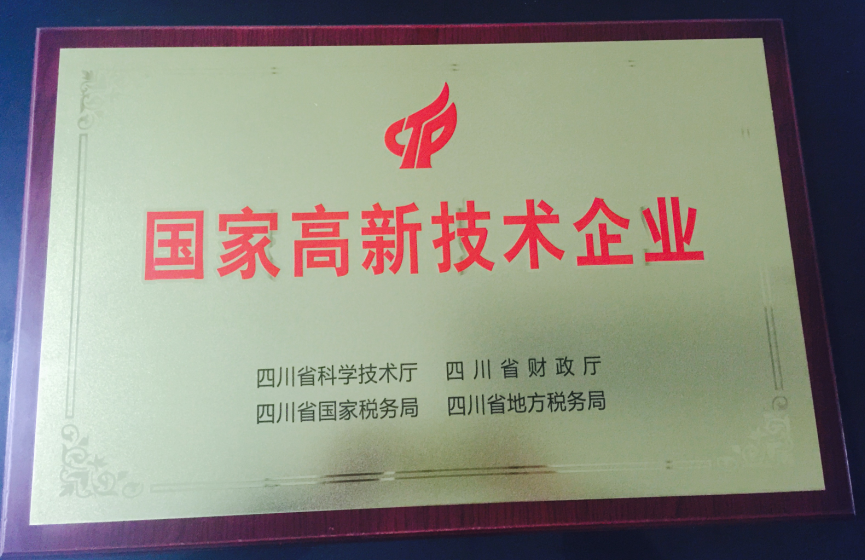 CTP
国家高新技术企业
四川省科学技术厅 四川省财政厅
四川省国家税务局 四川省地方税务局